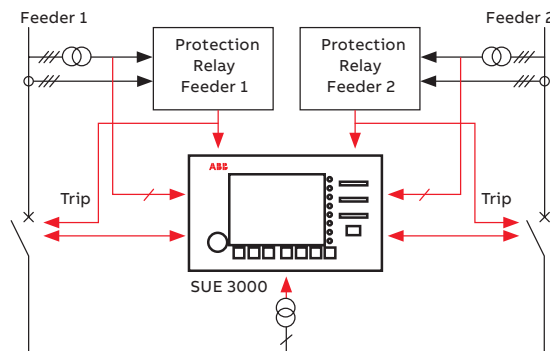 Feeder 1
Feeder 2
Protection
Relay
Feeder 1
Protection
Relay
Feeder 2
ABB
Trip
Trip
SUE 3000